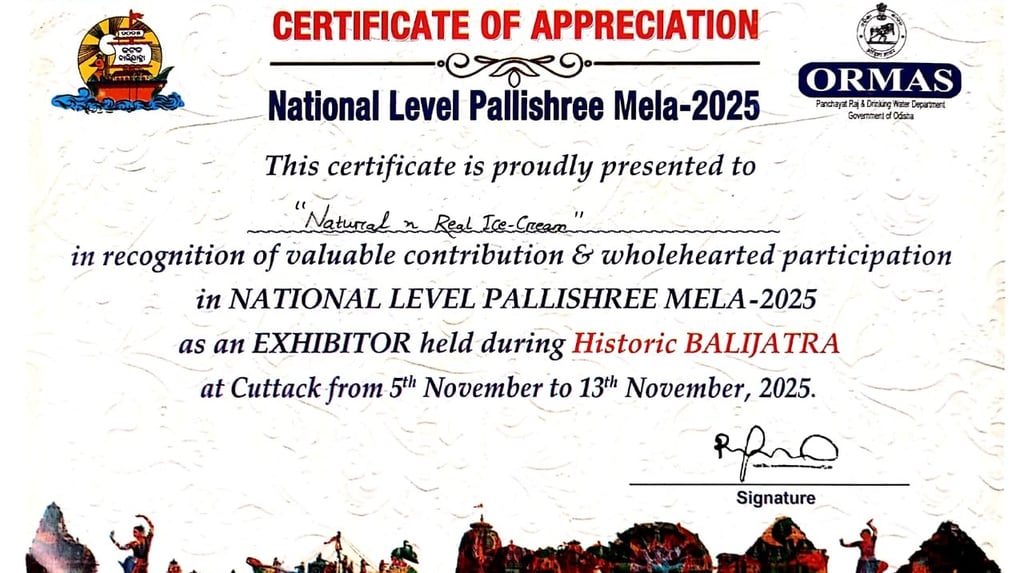 CERTIFICATE OF APPRECIATION
National Level Pallishree Mela-2025
ORMAS
Panchayat Raj & Drinking Water Department
Government of Odisha
This certificate is proudly presented to
"Natural n Real Ice-Cream"
in recognition of valuable contribution & wholehearted participation
in NATIONAL LEVEL PALLISHREE MELA-2025
as an EXHIBITOR held during Historic BALIJATRA
at Cuttack from 5th November to 13th November, 2025.
Signature